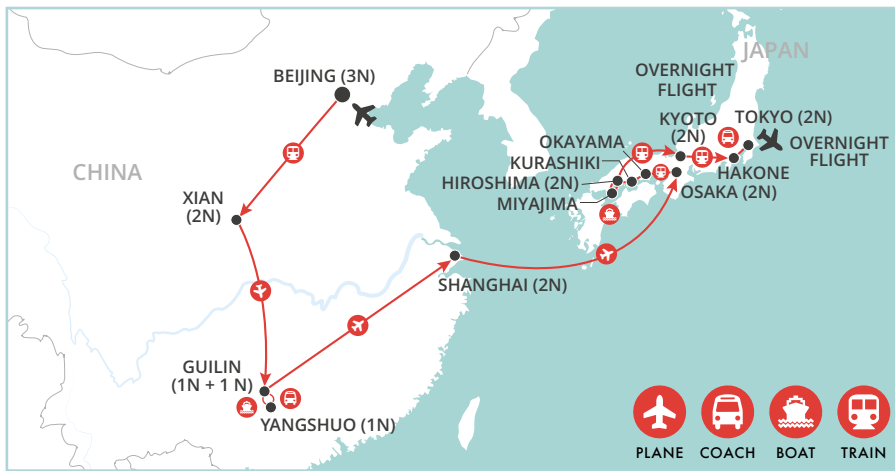 JAPAN
OVERNIGHT
FLIGHT
BEIJING (3N)
KYOTO
(2N)
TOKYO (2N)
OVERNIGHT
FLIGHT
OKAYAMA
KURASHIKI
HIROSHIMA (2N)
MIYAJIMA
HAKONE
OSAKA (2N)
CHINA
XIAN
(2N)
SHANGHAI (2N)
GUILIN
(1N + 1 N)
YANGSHUO (1N)
PLANE
COACH
BOAT
TRAIN